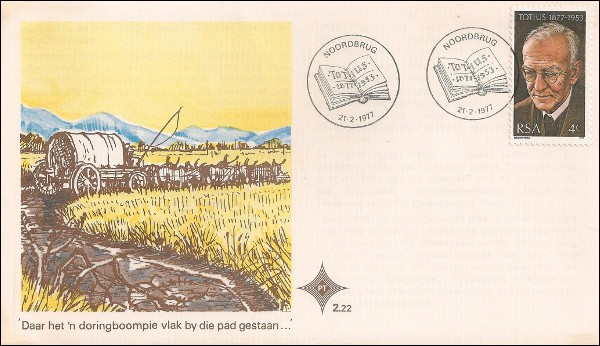 NOORDBRUG
TOTIUS
1877 1953
21-2-1977
NOORDBRUG
TOTIUS
1877 1953
21-2-1977
TOTIUS 1877-1953
RSA 4c
PT
2.22
'Daar het 'n doringboompie vlak by die pad gestaan...'